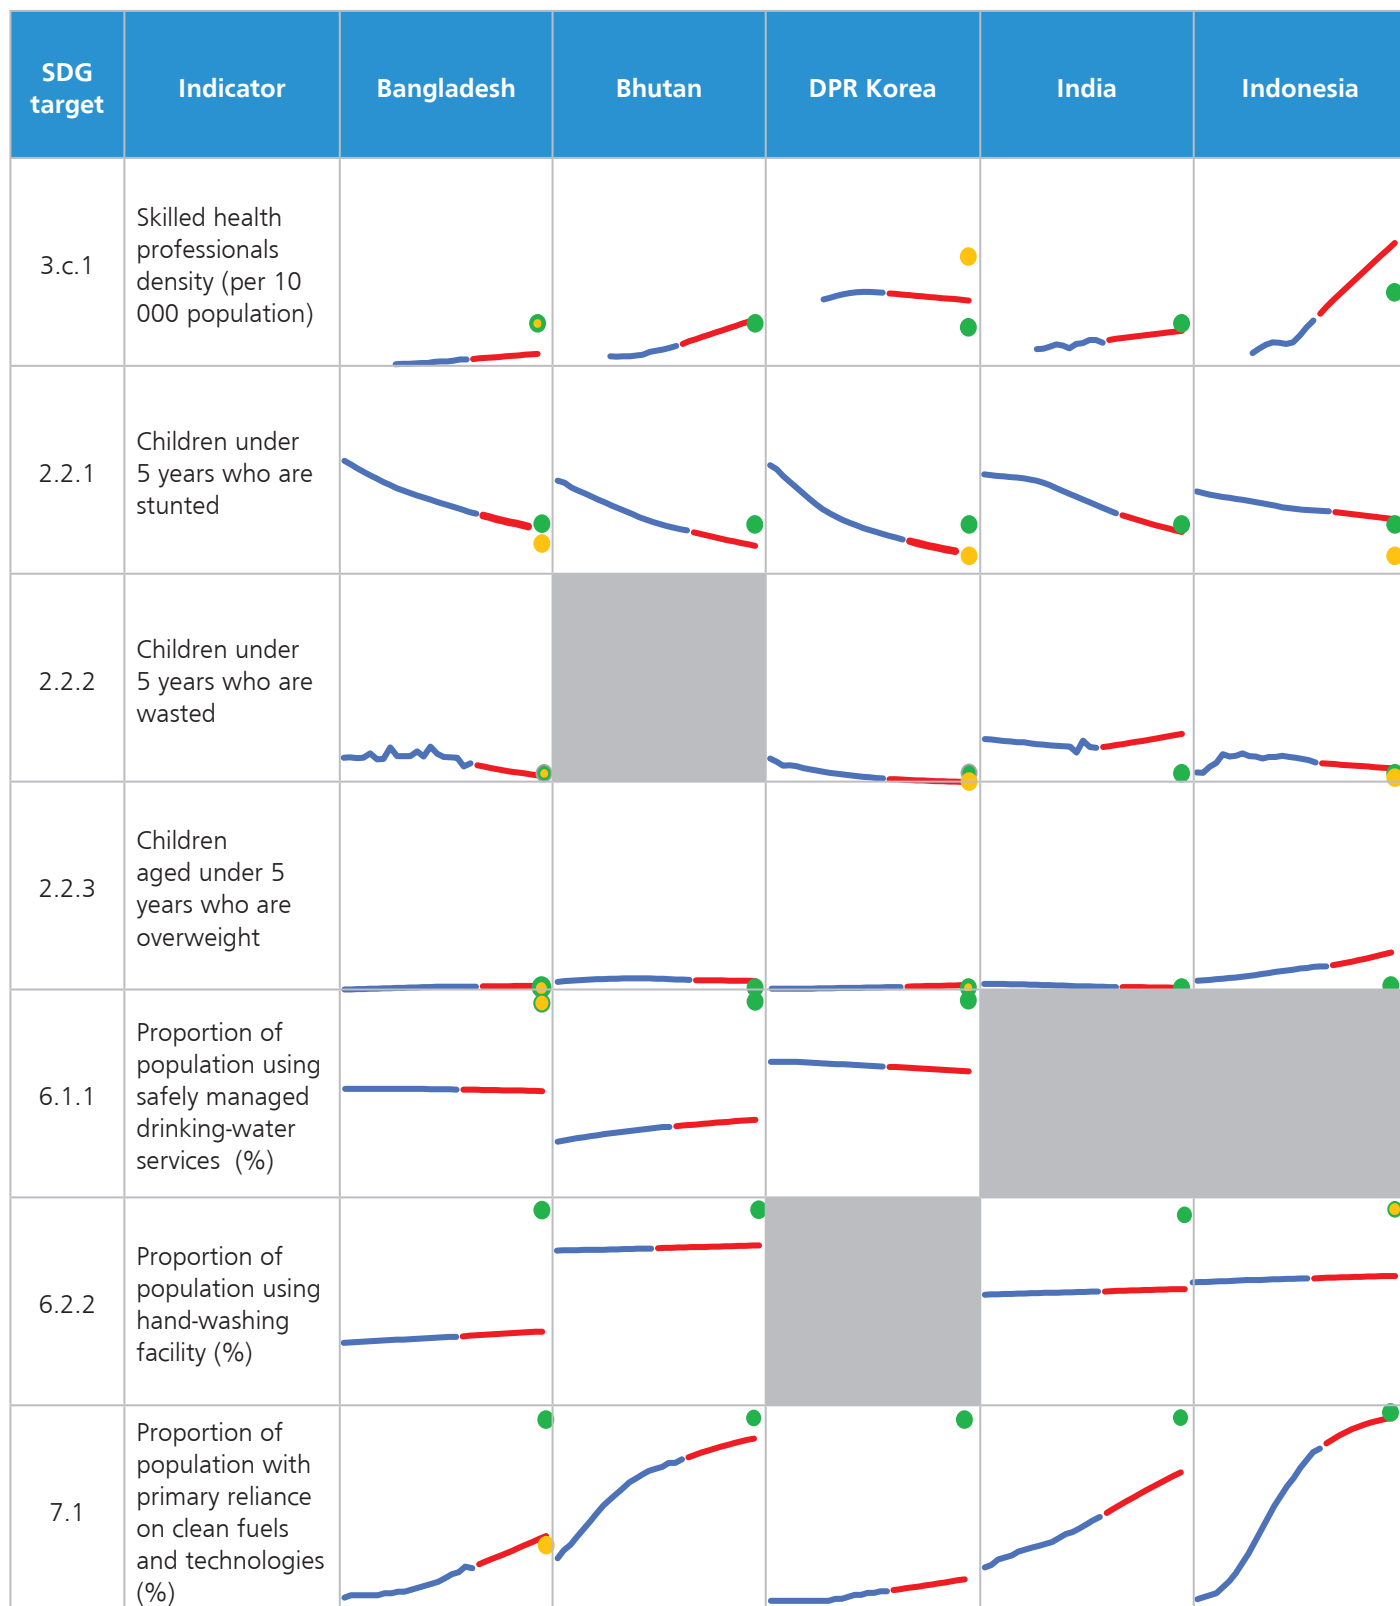 SDG
target
Indicator
Bangladesh
Bhutan
DPR Korea
India
Indonesia
3.c.1
Skilled health
professionals
density (per 10
000 population)
2.2.1
Children under
5 years who are
stunted
2.2.2
Children under
5 years who are
wasted
2.2.3
Children
aged under 5
years who are
overweight
6.1.1
Proportion of
population using
safely managed
drinking-water
services (%)
6.2.2
Proportion of
population using
hand-washing
facility (%)
7.1
Proportion of
population with
primary reliance
on clean fuels
and technologies
(%)